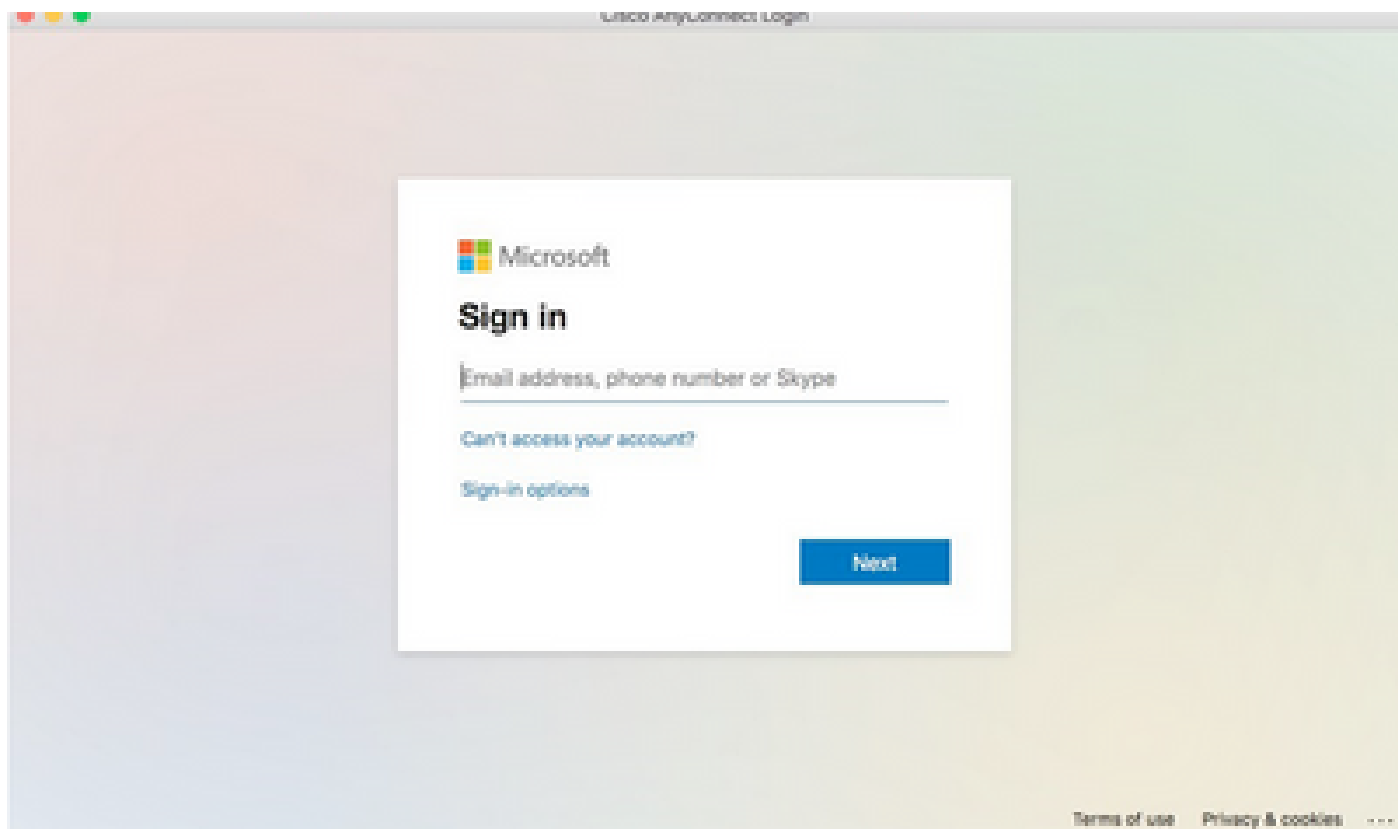 Cisco AnyConnect Login
Microsoft
Sign in
Email address, phone number or Skype
Can't access your account?
Sign-in options
Next
Terms of use Privacy & cookies ...